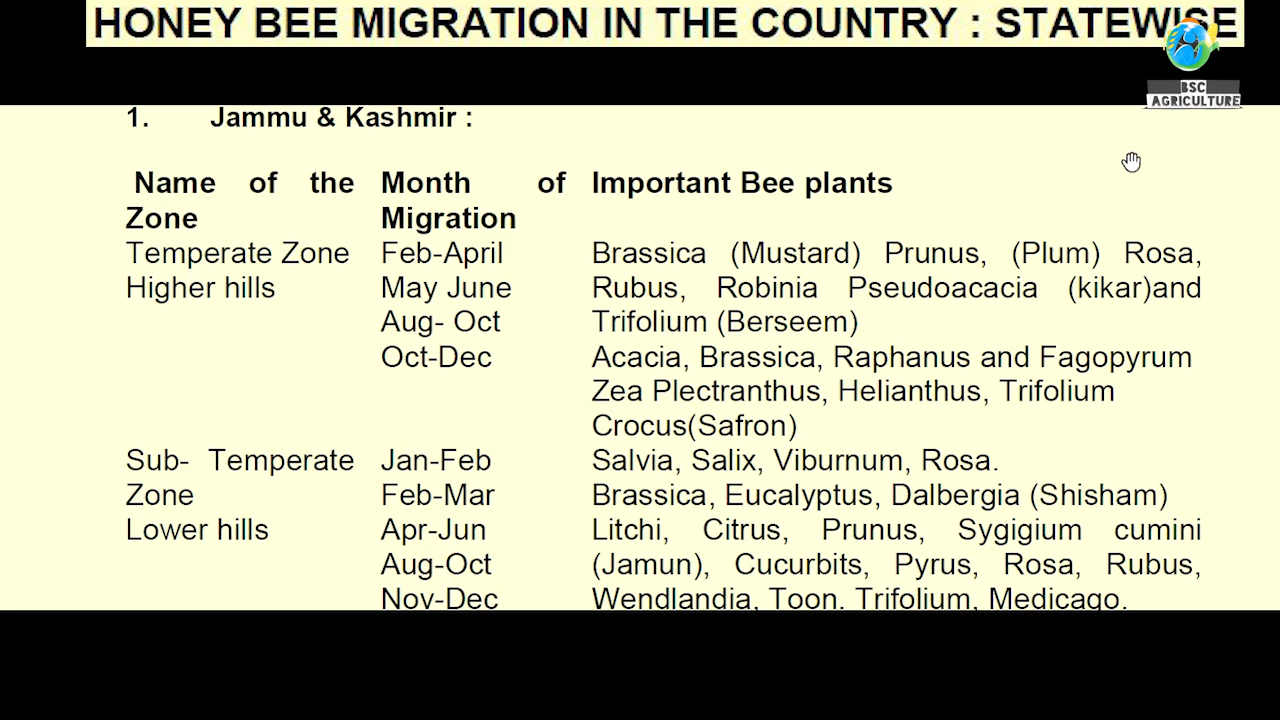 HONEY BEE MIGRATION IN THE COUNTRY : STATEWISE
BSC
AGRICULTURE
1. Jammu & Kashmir :
Name of the Month of Important Bee plants
Zone Migration
Temperate Zone Feb-April Brassica (Mustard) Prunus, (Plum) Rosa,
Higher hills May June Rubus, Robinia Pseudoacacia (kikar)and
Aug- Oct Trifolium (Berseem)
Oct-Dec Acacia, Brassica, Raphanus and Fagopyrum
Zea Plectranthus, Helianthus, Trifolium
Crocus(Safron)
Sub- Temperate Jan-Feb Salvia, Salix, Viburnum, Rosa.
Zone Feb-Mar Brassica, Eucalyptus, Dalbergia (Shisham)
Lower hills Apr-Jun Litchi, Citrus, Prunus, Sygigium cumini
Aug-Oct (Jamun), Cucurbits, Pyrus, Rosa, Rubus,
Nov-Dec Wendlandia, Toon. Trifolium, Medicago.